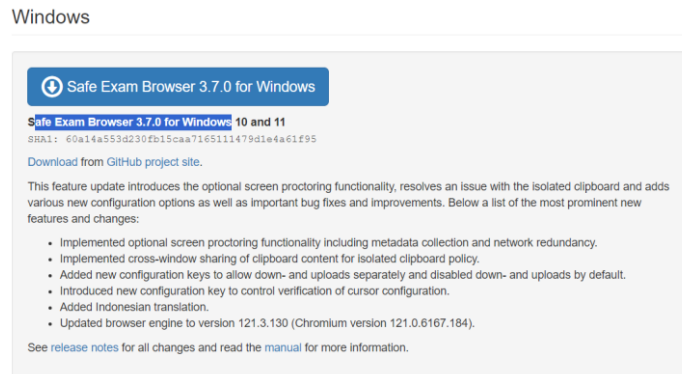 Windows
Safe Exam Browser 3.7.0 for Windows
Safe Exam Browser 3.7.0 for Windows 10 and 11
SHA1: 60a14a553d230fb15caa7165111479d1e4a61f95
Download from GitHub project site.
This feature update introduces the optional screen proctoring functionality, resolves an issue with the isolated clipboard and adds
various new configuration options as well as important bug fixes and improvements. Below a list of the most prominent new
features and changes:
• Implemented optional screen proctoring functionality including metadata collection and network redundancy.
• Implemented cross-window sharing of clipboard content for isolated clipboard policy.
• Added new configuration keys to allow down- and uploads separately and disabled down- and uploads by default.
• Introduced new configuration key to control verification of cursor configuration.
• Added Indonesian translation.
• Updated browser engine to version 121.3.130 (Chromium version 121.0.6167.184).
See release notes for all changes and read the manual for more information.